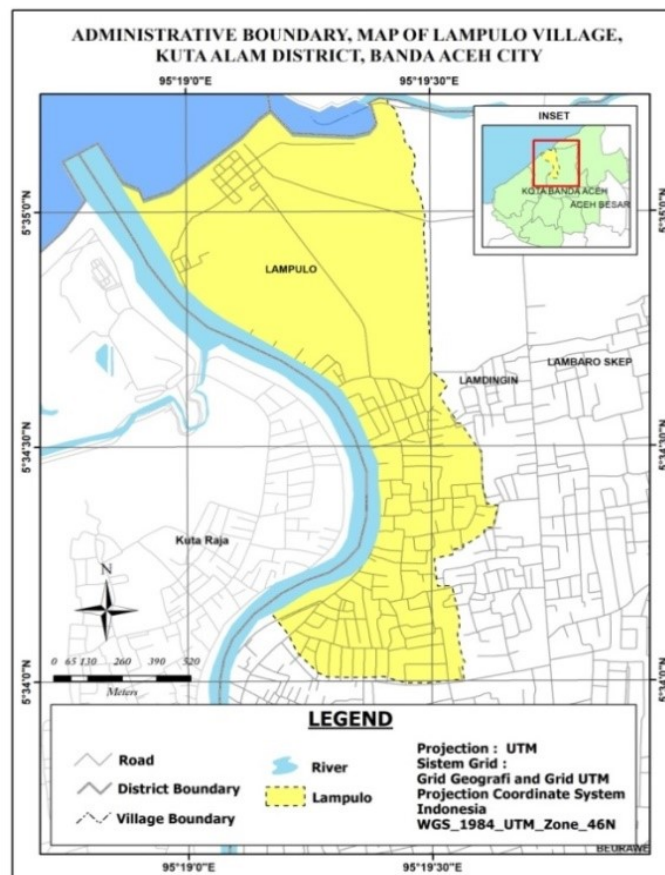 ADMINISTRATIVE BOUNDARY, MAP OF LAMPULO VILLAGE,
KUTA ALAM DISTRICT, BANDA ACEH CITY
95°19'0"E
95°19'30"E
INSET
KOTA BANDA ACEH
ACEH BESAR
5°35'0"N
5°35'0"N
LAMPULO
LAMBARO SKEP
LAMDINGIN
5°34'30"N
5°34'30"N
Kuta Raja
N
0 65 130 260 390 520
Meters
5°34'0"N
5°34'0"N
LEGEND
Road
District Boundary
Village Boundary
River
Lampulo
Projection : UTM
Sistem Grid :
Grid Geografi and Grid UTM
Projection Coordinate System
Indonesia
WGS_1984_UTM_Zone_46N
BEURAWE
95°19'0"E
95°19'30"E